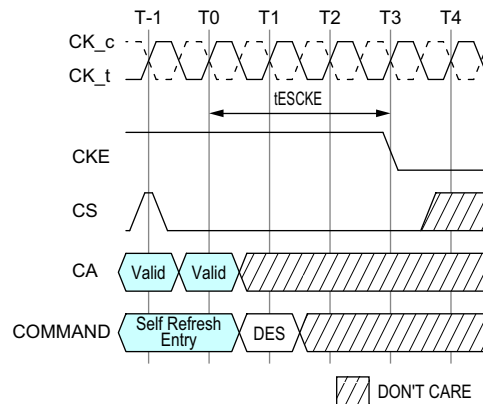 T-1 T0 T1 T2 T3 T4
CK_c
CK_t
tESCKE
CKE
CS
CA Valid Valid
COMMAND Self Refresh
Entry DES
DON'T CARE